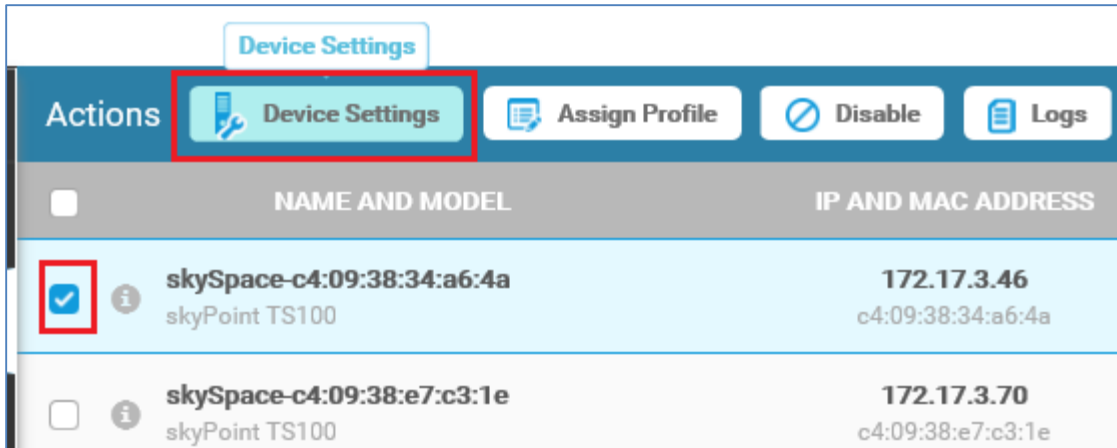 Device Settings
Actions Device Settings Assign Profile Disable Logs
NAME AND MODEL IP AND MAC ADDRESS
skySpace-c4:09:38:34:a6:4a 172.17.3.46
skyPoint TS100 c4:09:38:34:a6:4a
skySpace-c4:09:38:e7:c3:1e 172.17.3.70
skyPoint TS100 c4:09:38:e7:c3:1e